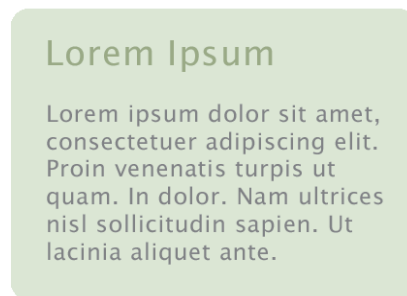 Lorem Ipsum
Lorem ipsum dolor sit amet,
consectetuer adipiscing elit.
Proin venenatis turpis ut
quam. In dolor. Nam ultrices
nisl sollicitudin sapien. Ut
lacinia aliquet ante.